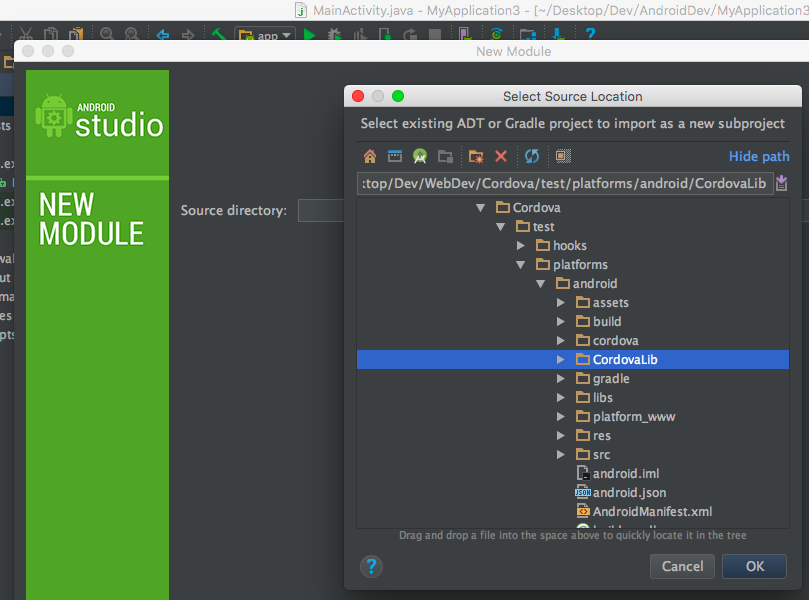 MainActivity.java - MyApplication3 - [~/Desktop/Dev/AndroidDev/MyApplication3
app
New Module
ANDROID
studio
NEW
MODULE
Source directory:
Select Source Location
Select existing ADT or Gradle project to import as a new subproject
Hide path
:top/Dev/WebDev/Cordova/test/platforms/android/CordovaLib
Cordova
test
hooks
platforms
android
assets
build
cordova
CordovaLib
gradle
libs
platform_www
res
src
android.iml
JSON
android.json
AndroidManifest.xml
Drag and drop a file into the space above to quickly locate it in the tree
?
Cancel
OK